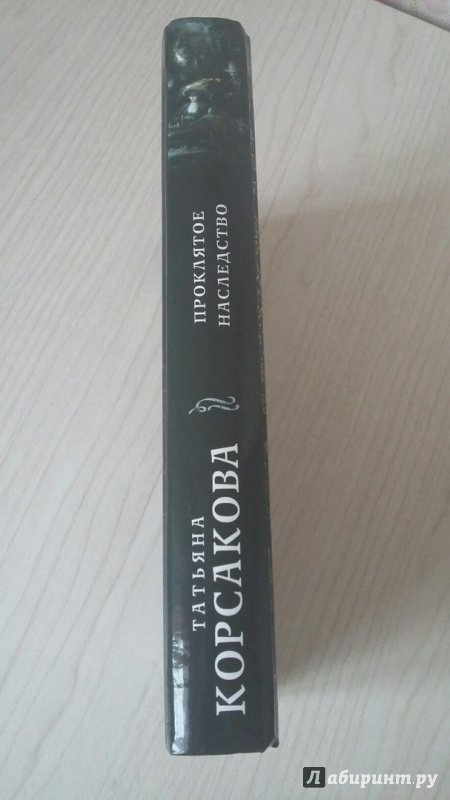 ТАТЬЯНА
КОРСАКОВА
ПРОКЛЯТОЕ
НАСЛЕДСТВО
Лабиринт.ру